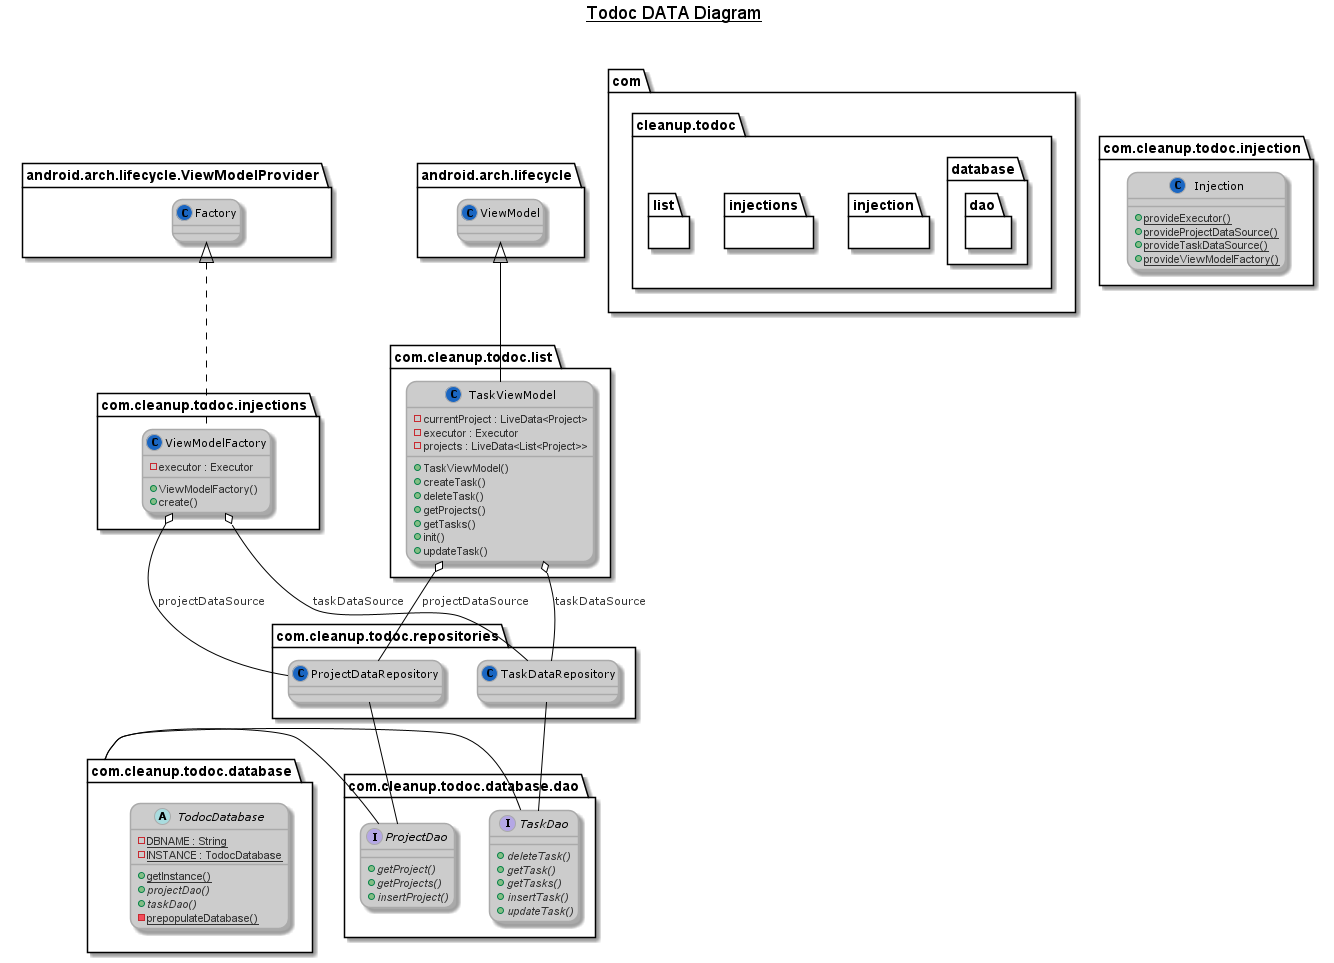 Todoc DATA Diagram
com
cleanup.todoc
list
injections
injection
database
dao
com.cleanup.todoc.injection
C Injection
provideExecutor()
provideProjectDataSource()
provideTaskDataSource()
provideViewModelFactory()
android.arch.lifecycle.ViewModelProvider
C Factory
android.arch.lifecycle
C ViewModel
com.cleanup.todoc.injections
C ViewModelFactory
executor : Executor
ViewModelFactory()
create()
com.cleanup.todoc.list
C TaskViewModel
currentProject : LiveData<Project>
executor : Executor
projects : LiveData<List<Project>>
TaskViewModel()
createTask()
deleteTask()
getProjects()
getTasks()
init()
updateTask()
projectDataSource
taskDataSource
projectDataSource
taskDataSource
com.cleanup.todoc.repositories
C ProjectDataRepository
C TaskDataRepository
com.cleanup.todoc.database
A TodocDatabase
DBNAME : String
INSTANCE : TodocDatabase
getInstance()
projectDao()
taskDao()
prepopulateDatabase()
com.cleanup.todoc.database.dao
I ProjectDao
getProject()
getProjects()
insertProject()
I TaskDao
deleteTask()
getTask()
getTasks()
insertTask()
updateTask()